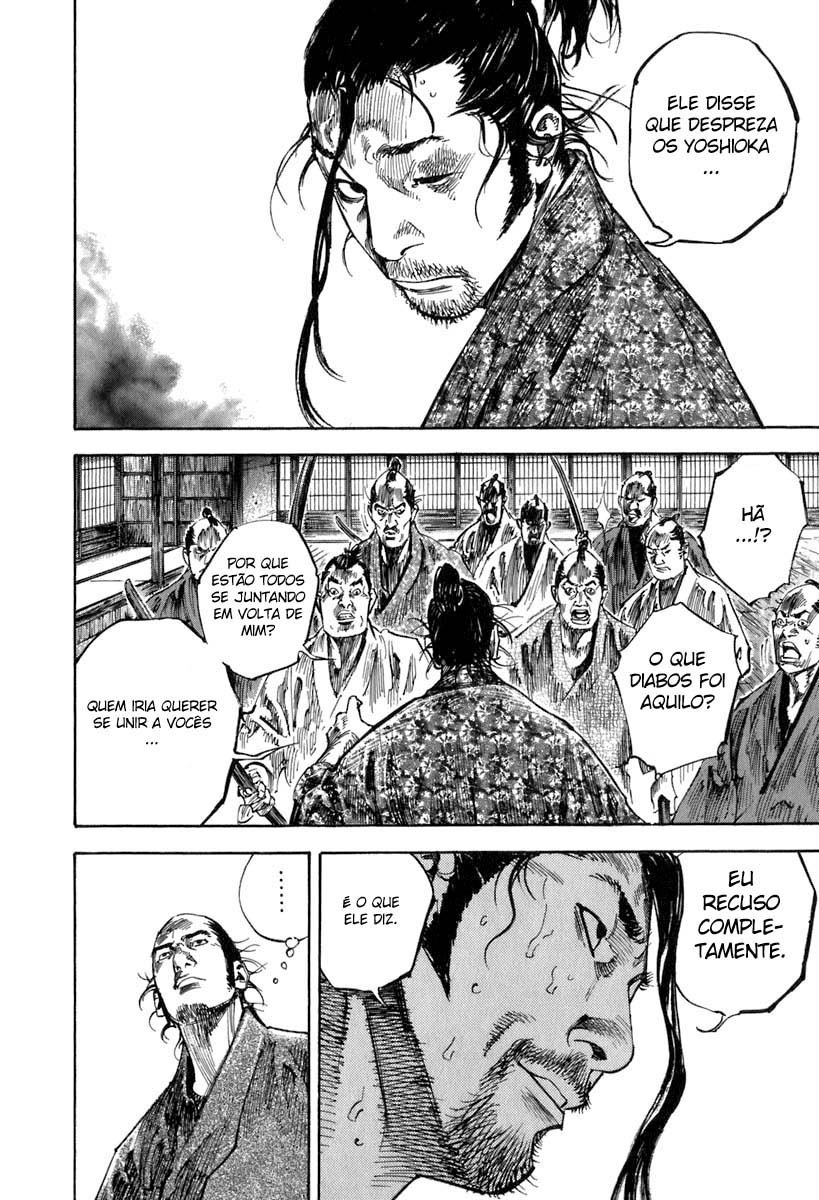 ELE DISSE
QUE DESPREZA
OS YOSHIOKA
...
HÃ
...!?
O QUE
DIABOS FOI
AQUILO?
POR QUE
ESTÃO TODOS
SE JUNTANDO
EM VOLTA DE
MIM?
QUEM IRIA QUERER
SE UNIR A VOCÊS
...
EU
RECUSO
COMPLE-
TAMENTE.
É O QUE
ELE DIZ.
......